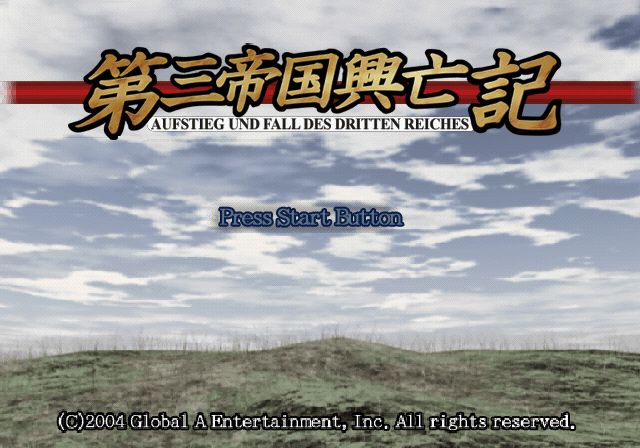 第三帝国興亡記
AUFSTIEG UND FALL DES DRITTEN REICHES
Press Start Button
(C)2004 Global A Entertainment, Inc. All rights reserved.